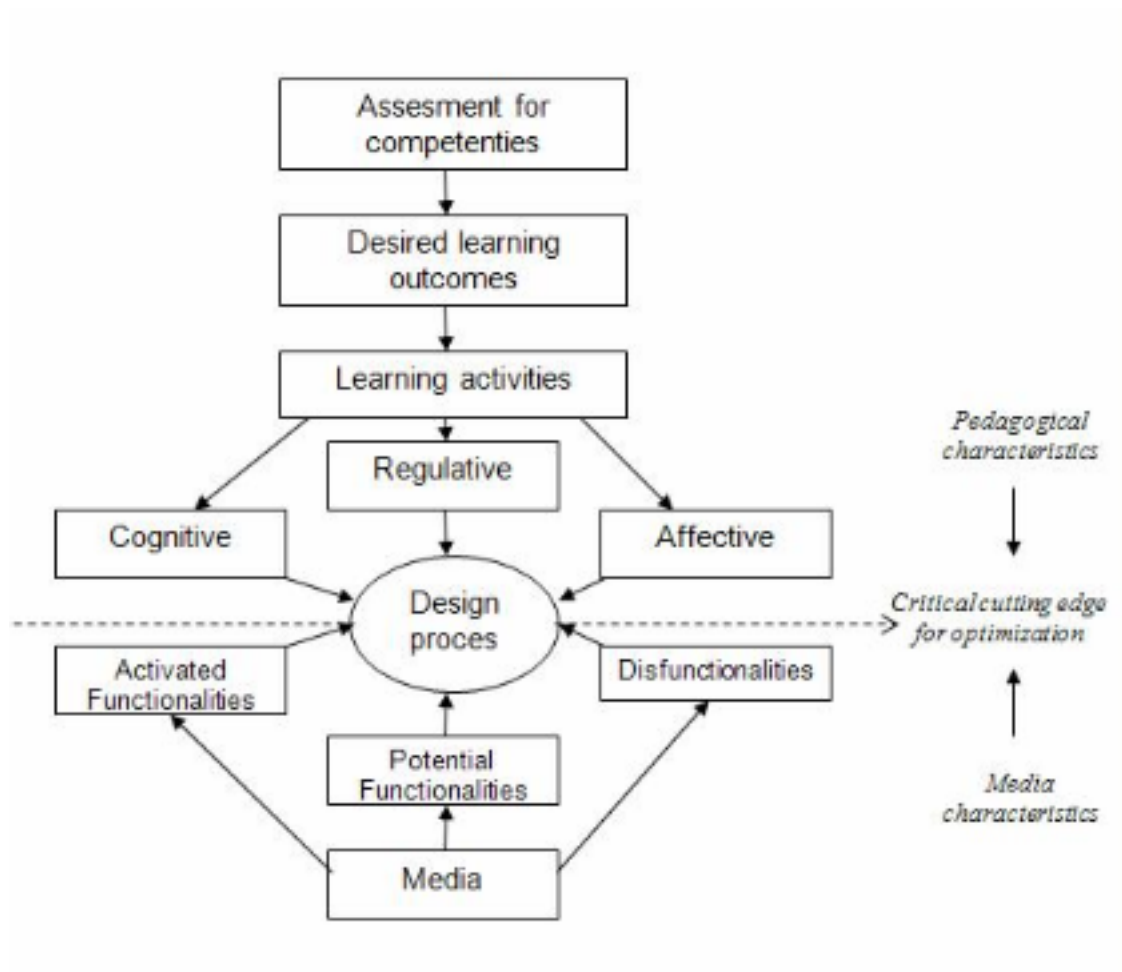 Assesment for
competenties
Desired learning
outcomes
Learning activities
Pedagogical
characteristics
Regulative
Cognitive
Affective
Design
proces
Critical cutting edge
for optimization
Activated
Functionalities
Disfunctionalities
Potential
Functionalities
Media
characteristics
Media